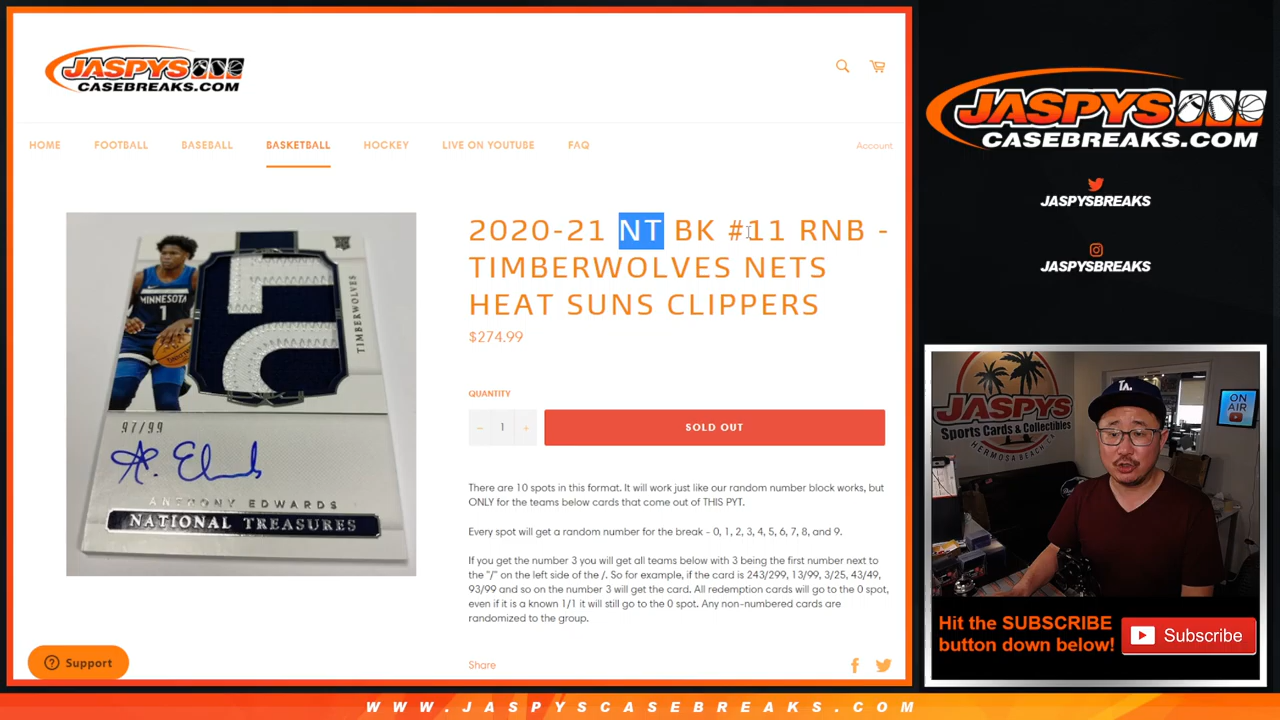 JASPYS
CASEBREAKS.COM
HOME
FOOTBALL
BASEBALL
BASKETBALL
HOCKEY
LIVE ON YOUTUBE
FAQ
Account
MINNESOTA
1
TIMBERWOLVES
97/99
ANTHONY EDWARDS
NATIONAL TREASURES
2020-21 NT BK #11 RNB -
TIMBERWOLVES NETS
HEAT SUNS CLIPPERS
$274.99
QUANTITY
− 1 +
SOLD OUT
There are 10 spots in this format. It will work just like our random number block works, but
ONLY for the teams below cards that come out of THIS PYT.
Every spot will get a random number for the break - 0, 1, 2, 3, 4, 5, 6, 7, 8, and 9.
If you get the number 3 you will get all teams below with 3 being the first number next to
the "/" on the left side of the /. So for example, if the card is 243/299, 13/99, 3/25, 43/49,
93/99 and so on the number 3 will get the card. All redemption cards will go to the 0 spot,
even if it is a known 1/1 it will still go to the 0 spot. Any non-numbered cards are
randomized to the group.
Share
Support
JASPYS
CASEBREAKS.COM
JASPYSBREAKS
JASPYSBREAKS
JASPYS
Sports Cards & Collectibles
HERMOSA BEACH
LA
ON
AIR
Hit the SUBSCRIBE
button down below!
Subscribe
WWW.JASPYSCASEBREAKS.COM